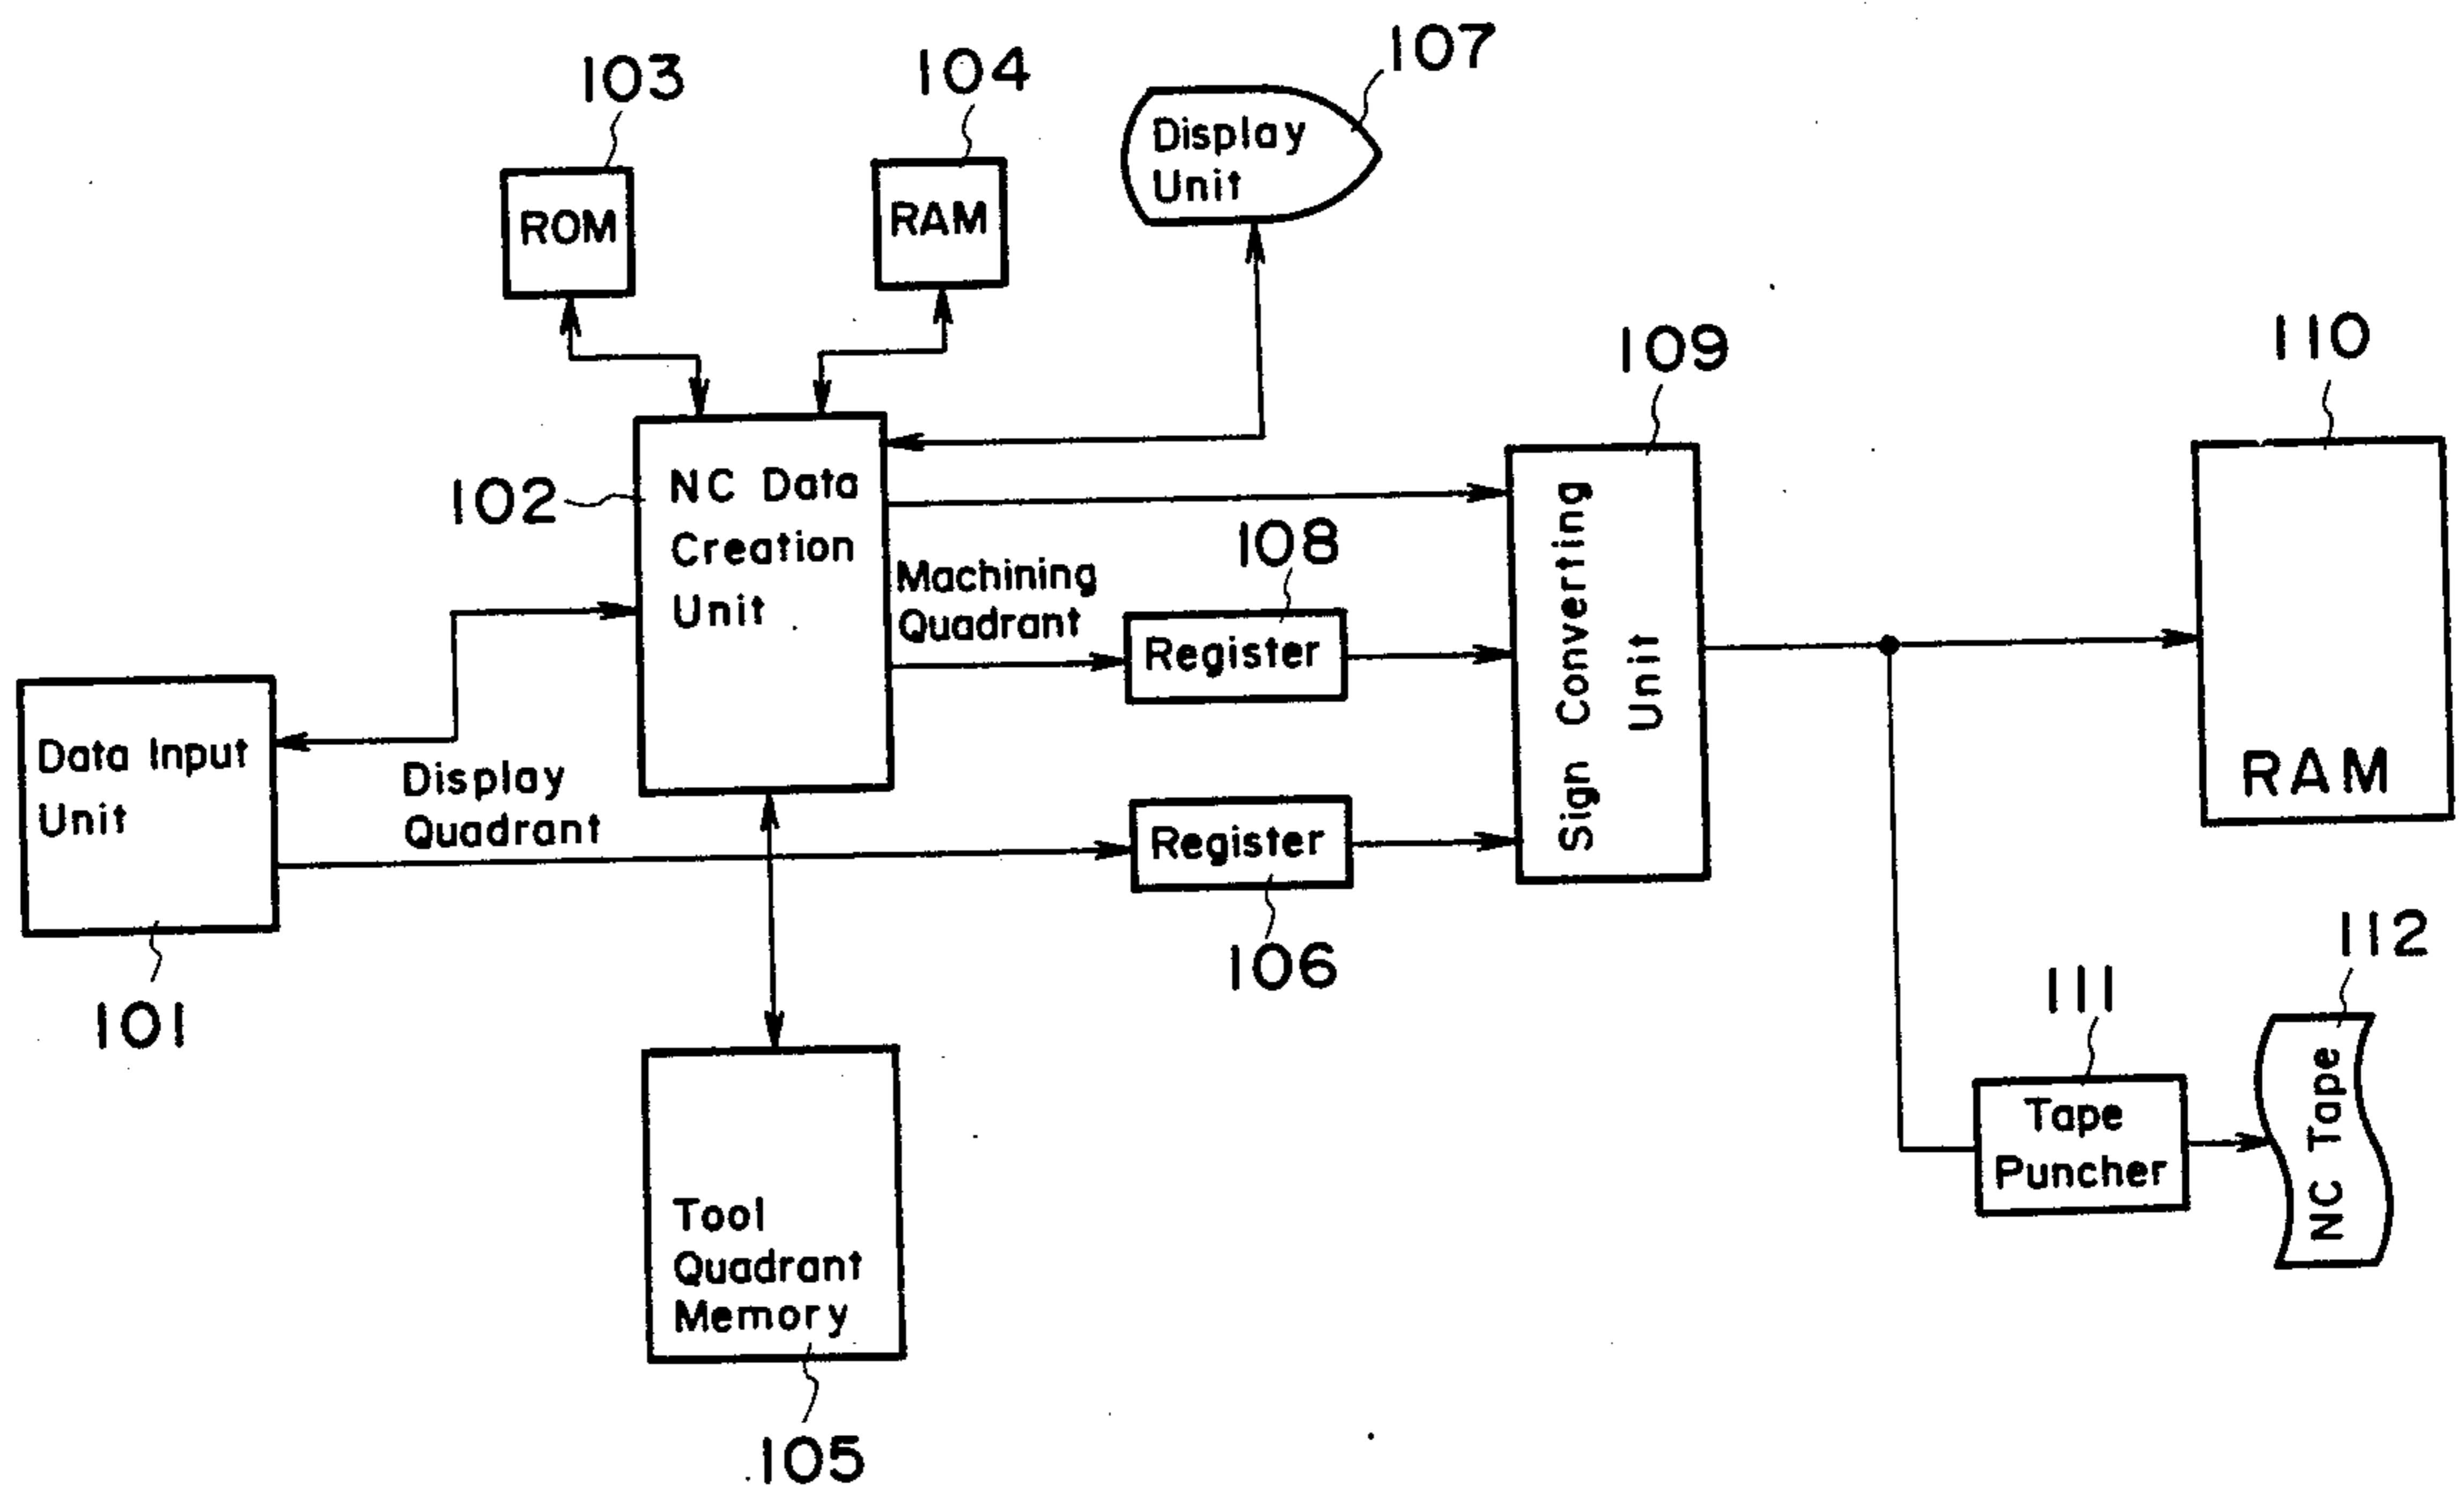 103
104
107
ROM
RAM
Display
Unit
109
110
102
NC Data
Creation
Unit
108
Machining
Quadrant
Register
Sign Converting
Unit
RAM
Data Input
Unit
Display
Quadrant
Register
101
106
111
112
Tape
Puncher
NC Tape
Tool
Quadrant
Memory
105